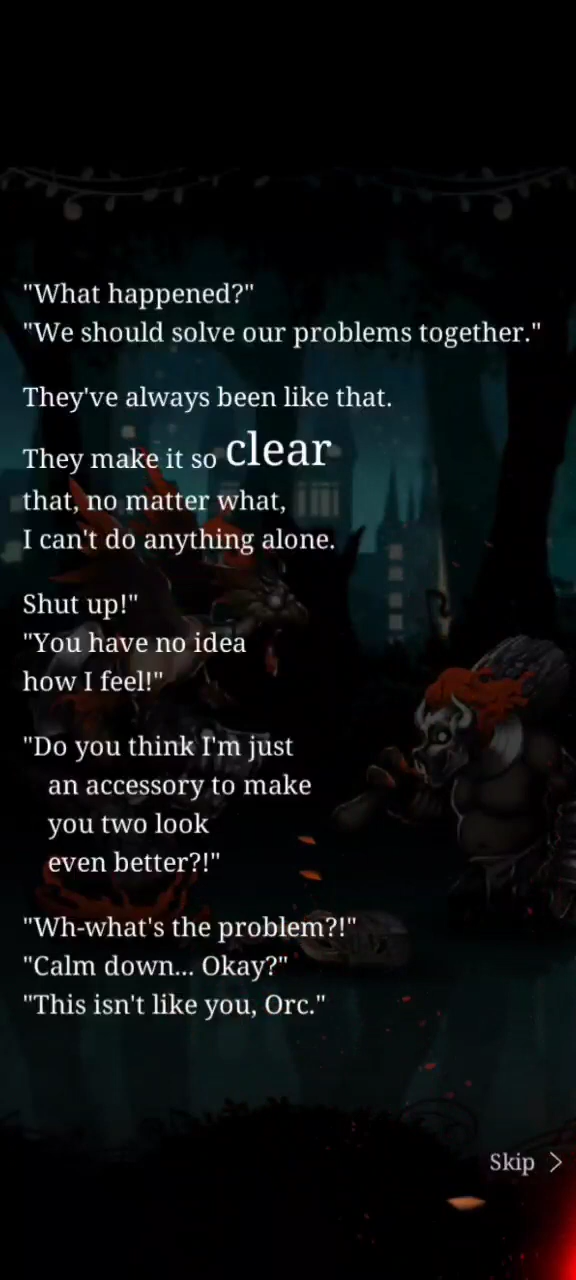 "What happened?"
"We should solve our problems together."
They've always been like that.
They make it so clear
that, no matter what,
I can't do anything alone.
Shut up!"
"You have no idea
how I feel!"
"Do you think I'm just
an accessory to make
you two look
even better?!"
"Wh-what's the problem?!"
"Calm down... Okay?"
"This isn't like you, Orc."
Skip >